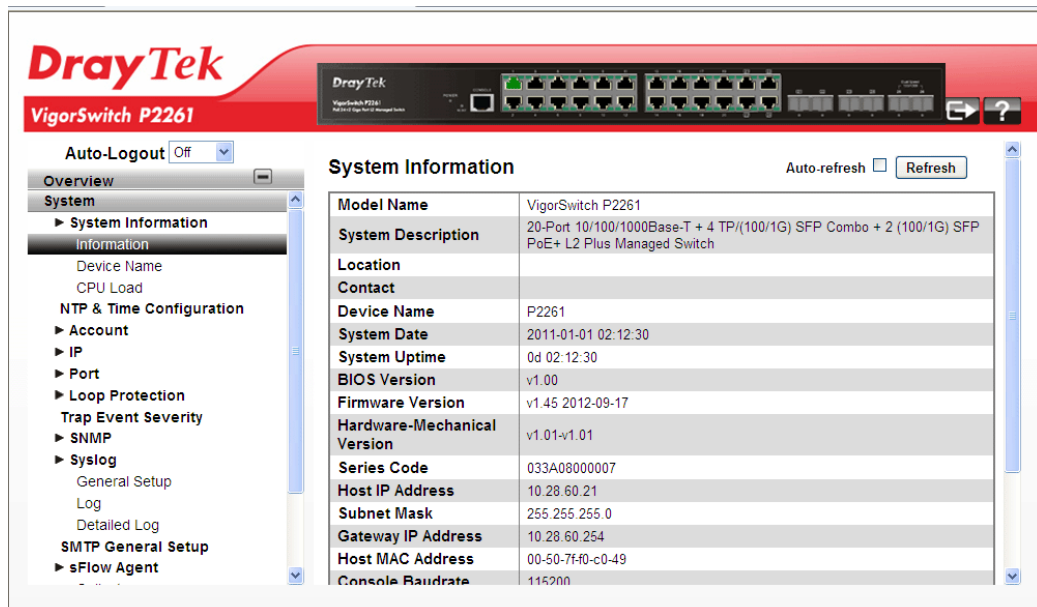 DrayTek
VigorSwitch P2261
DrayTek
VigorSwitch P2261
CONSOLE
POWER
?
Auto-Logout Off
Overview
System
System Information
Information
Device Name
CPU Load
NTP & Time Configuration
Account
IP
Port
Loop Protection
Trap Event Severity
SNMP
Syslog
General Setup
Log
Detailed Log
SMTP General Setup
sFlow Agent
System Information
Auto-refresh Refresh
Model Name VigorSwitch P2261
System Description 20-Port 10/100/1000Base-T + 4 TP/(100/1G) SFP Combo + 2 (100/1G) SFP
PoE+ L2 Plus Managed Switch
Location
Contact
Device Name P2261
System Date 2011-01-01 02:12:30
System Uptime 0d 02:12:30
BIOS Version v1.00
Firmware Version v1.45 2012-09-17
Hardware-Mechanical
Version v1.01-v1.01
Series Code 033A08000007
Host IP Address 10.28.60.21
Subnet Mask 255.255.255.0
Gateway IP Address 10.28.60.254
Host MAC Address 00-50-7f-f0-c0-49
Console Baudrate 115200